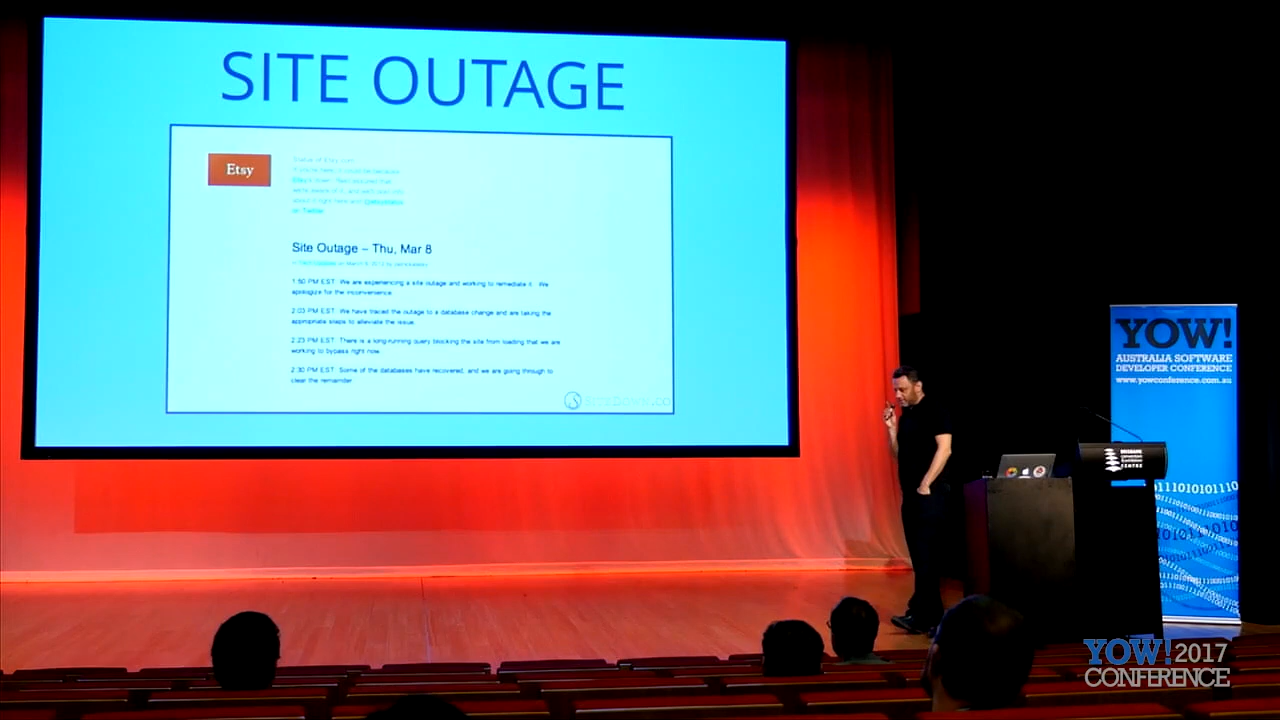 SITE OUTAGE
Etsy
Site Outage – Thu, Mar 8
1:50 PM EST: We are experiencing a site outage and working to remediate it. We
apologize for the inconvenience.
2:03 PM EST: We have traced the outage to a database change and are taking the
appropriate steps to alleviate the issue.
2:23 PM EST: There is a long-running query blocking the site from loading that we are
working to bypass right now.
2:30 PM EST: Some of the databases have recovered, and we are going through to
clear the remainder.
YOW!
AUSTRALIA SOFTWARE
DEVELOPER CONFERENCE
www.yowconference.com.au
BRISBANE
CENTRE
YOW! 2017
CONFERENCE